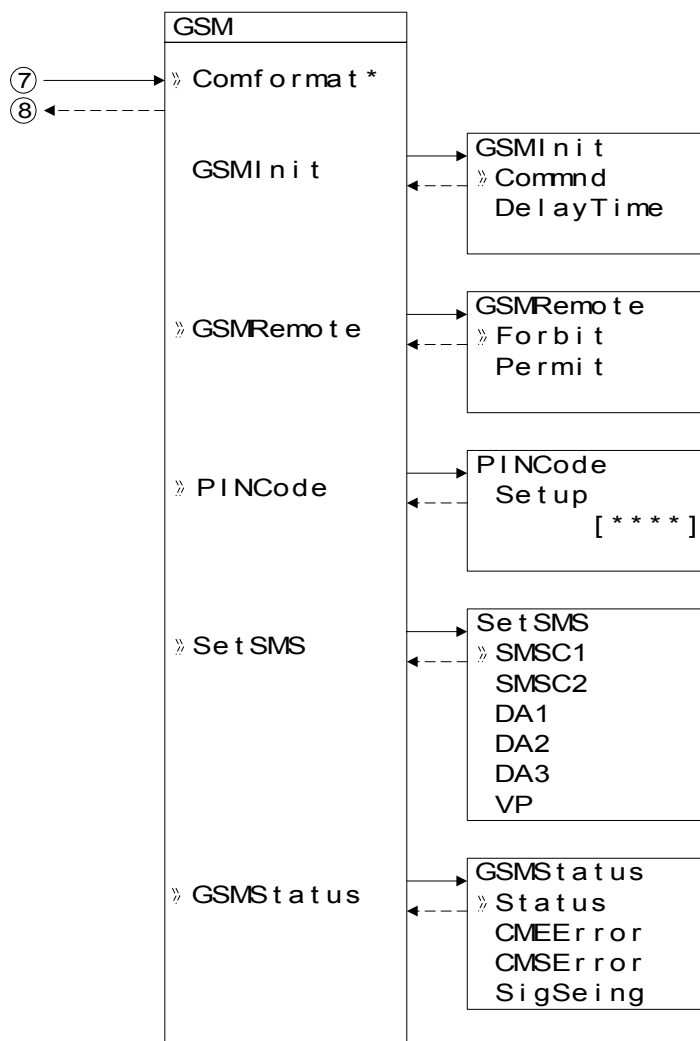 GSM
⑦
» Comformat*
⑧
GSMInit
GSMInit
» Commnd
DelayTime
» GSMRemote
GSMRemote
» Forbit
Permit
» PINCode
PINCode
Setup
[****]
» SetSMS
SetSMS
» SMSC1
SMSC2
DA1
DA2
DA3
VP
» GSMStatus
GSMStatus
» Status
CMEError
CMSError
SigSeing